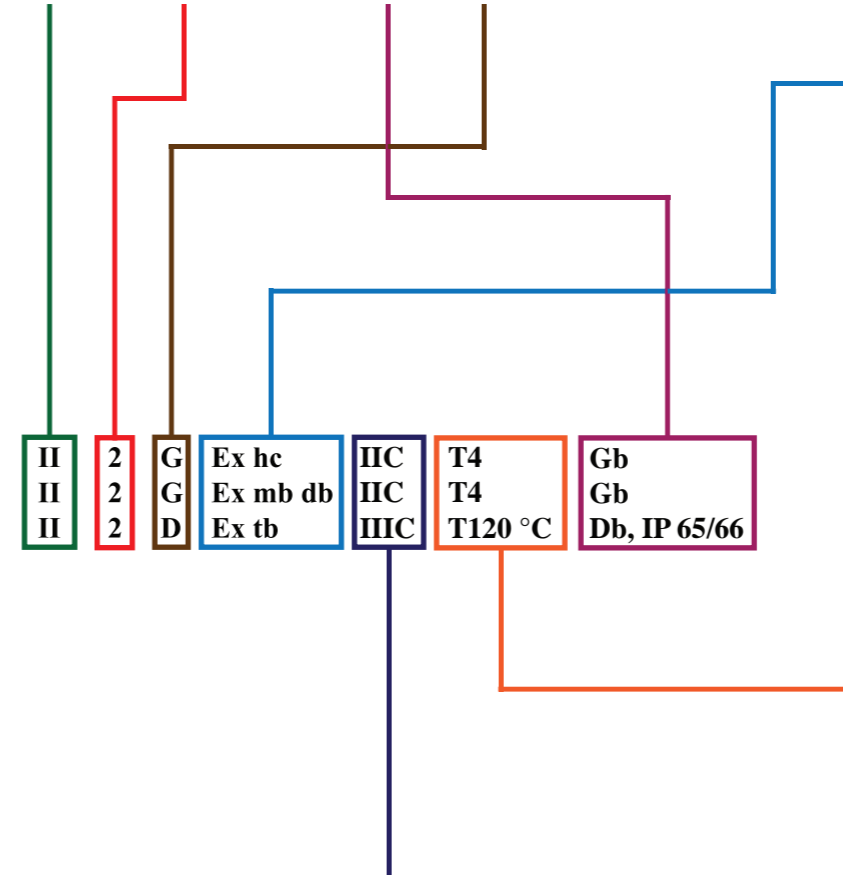 II 2 G Ex hc IIC T4 Gb
II 2 G Ex mb db IIC T4 Gb
II 2 D Ex tb IIIC T120 °C Db, IP 65/66